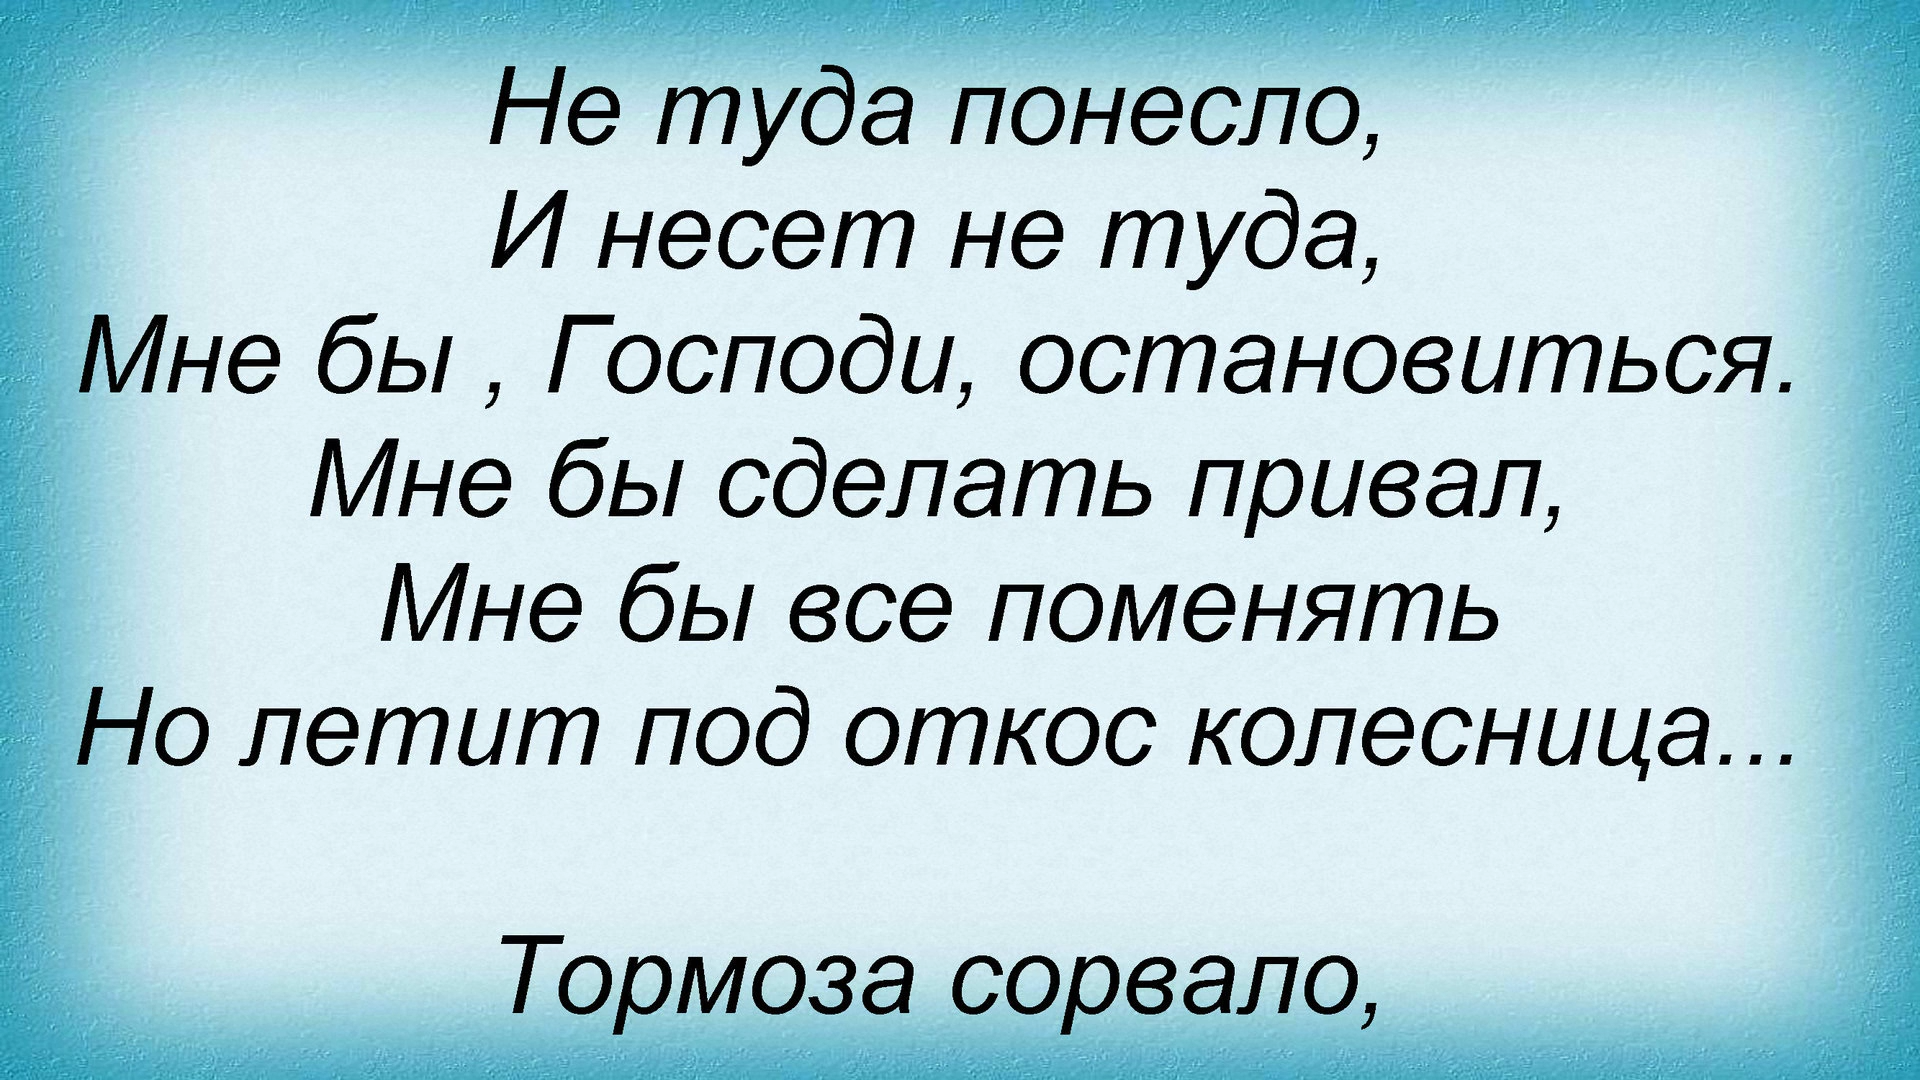 Не туда понесло,
И несет не туда,
Мне бы , Господи, остановиться.
Мне бы сделать привал,
Мне бы все поменять
Но летит под откос колесница...
Тормоза сорвало,